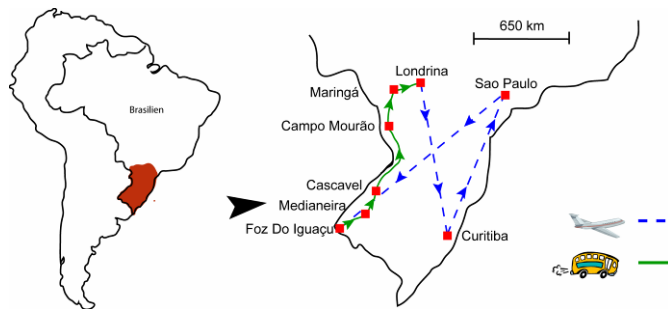 Brasilien
650 km
Londrina
Maringá
Sao Paulo
Campo Mourão
Cascavel
Medianeira
Foz Do Iguaçu
Curitiba